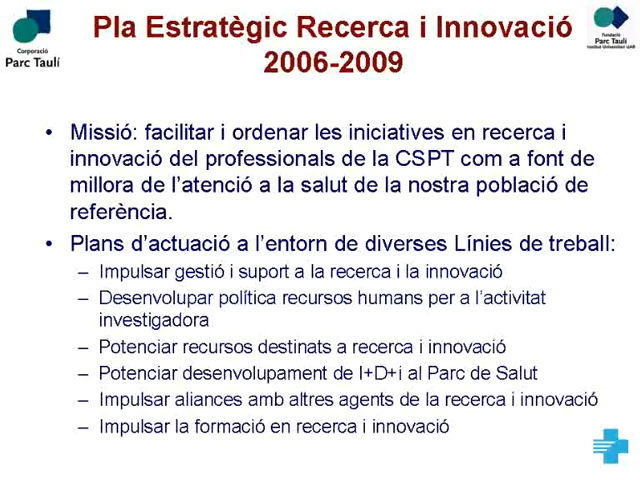 Pla Estratègic Recerca i Innovació
2006-2009
Corporació
Parc Taulí
Fundació
Parc Taulí
Institut Universitari UAB
• Missió: facilitar i ordenar les iniciatives en recerca i
innovació del professionals de la CSPT com a font de
millora de l'atenció a la salut de la nostra població de
referència.
• Plans d'actuació a l'entorn de diverses Línies de treball:
– Impulsar gestió i suport a la recerca i la innovació
– Desenvolupar política recursos humans per a l'activitat
investigadora
– Potenciar recursos destinats a recerca i innovació
– Potenciar desenvolupament de I+D+i al Parc de Salut
– Impulsar aliances amb altres agents de la recerca i innovació
– Impulsar la formació en recerca i innovació